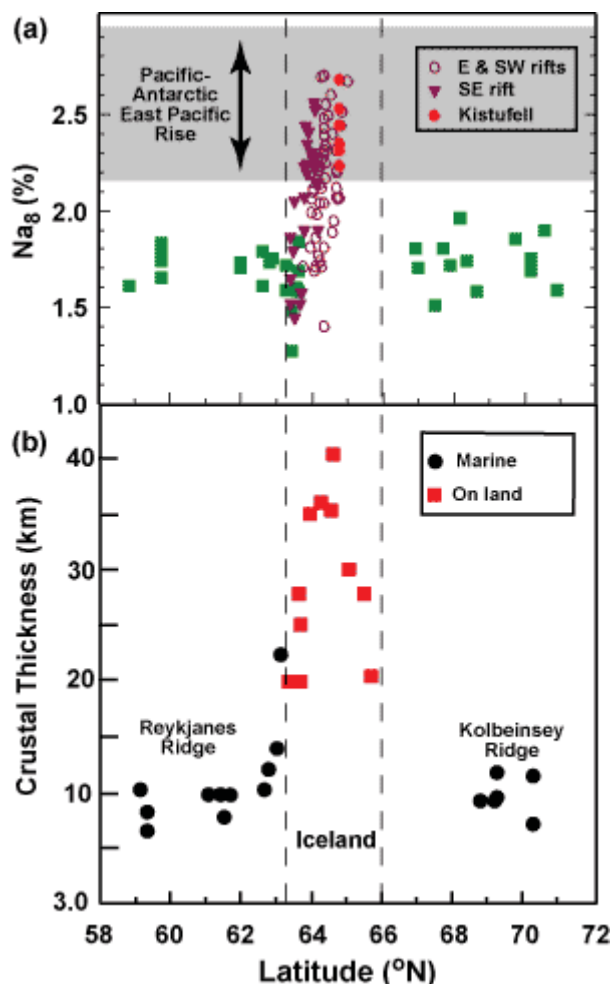 (a)
Pacific-
Antarctic
East Pacific
Rise
E & SW rifts
SE rift
Kistufell
Na8 (%)
2.5
2.0
1.5
1.0
(b)
Marine
On land
Crustal Thickness (km)
40
30
20
10
3.0
Reykjanes
Ridge
Kolbeinsey
Ridge
Iceland
58 60 62 64 66 68 70 72
Latitude (°N)